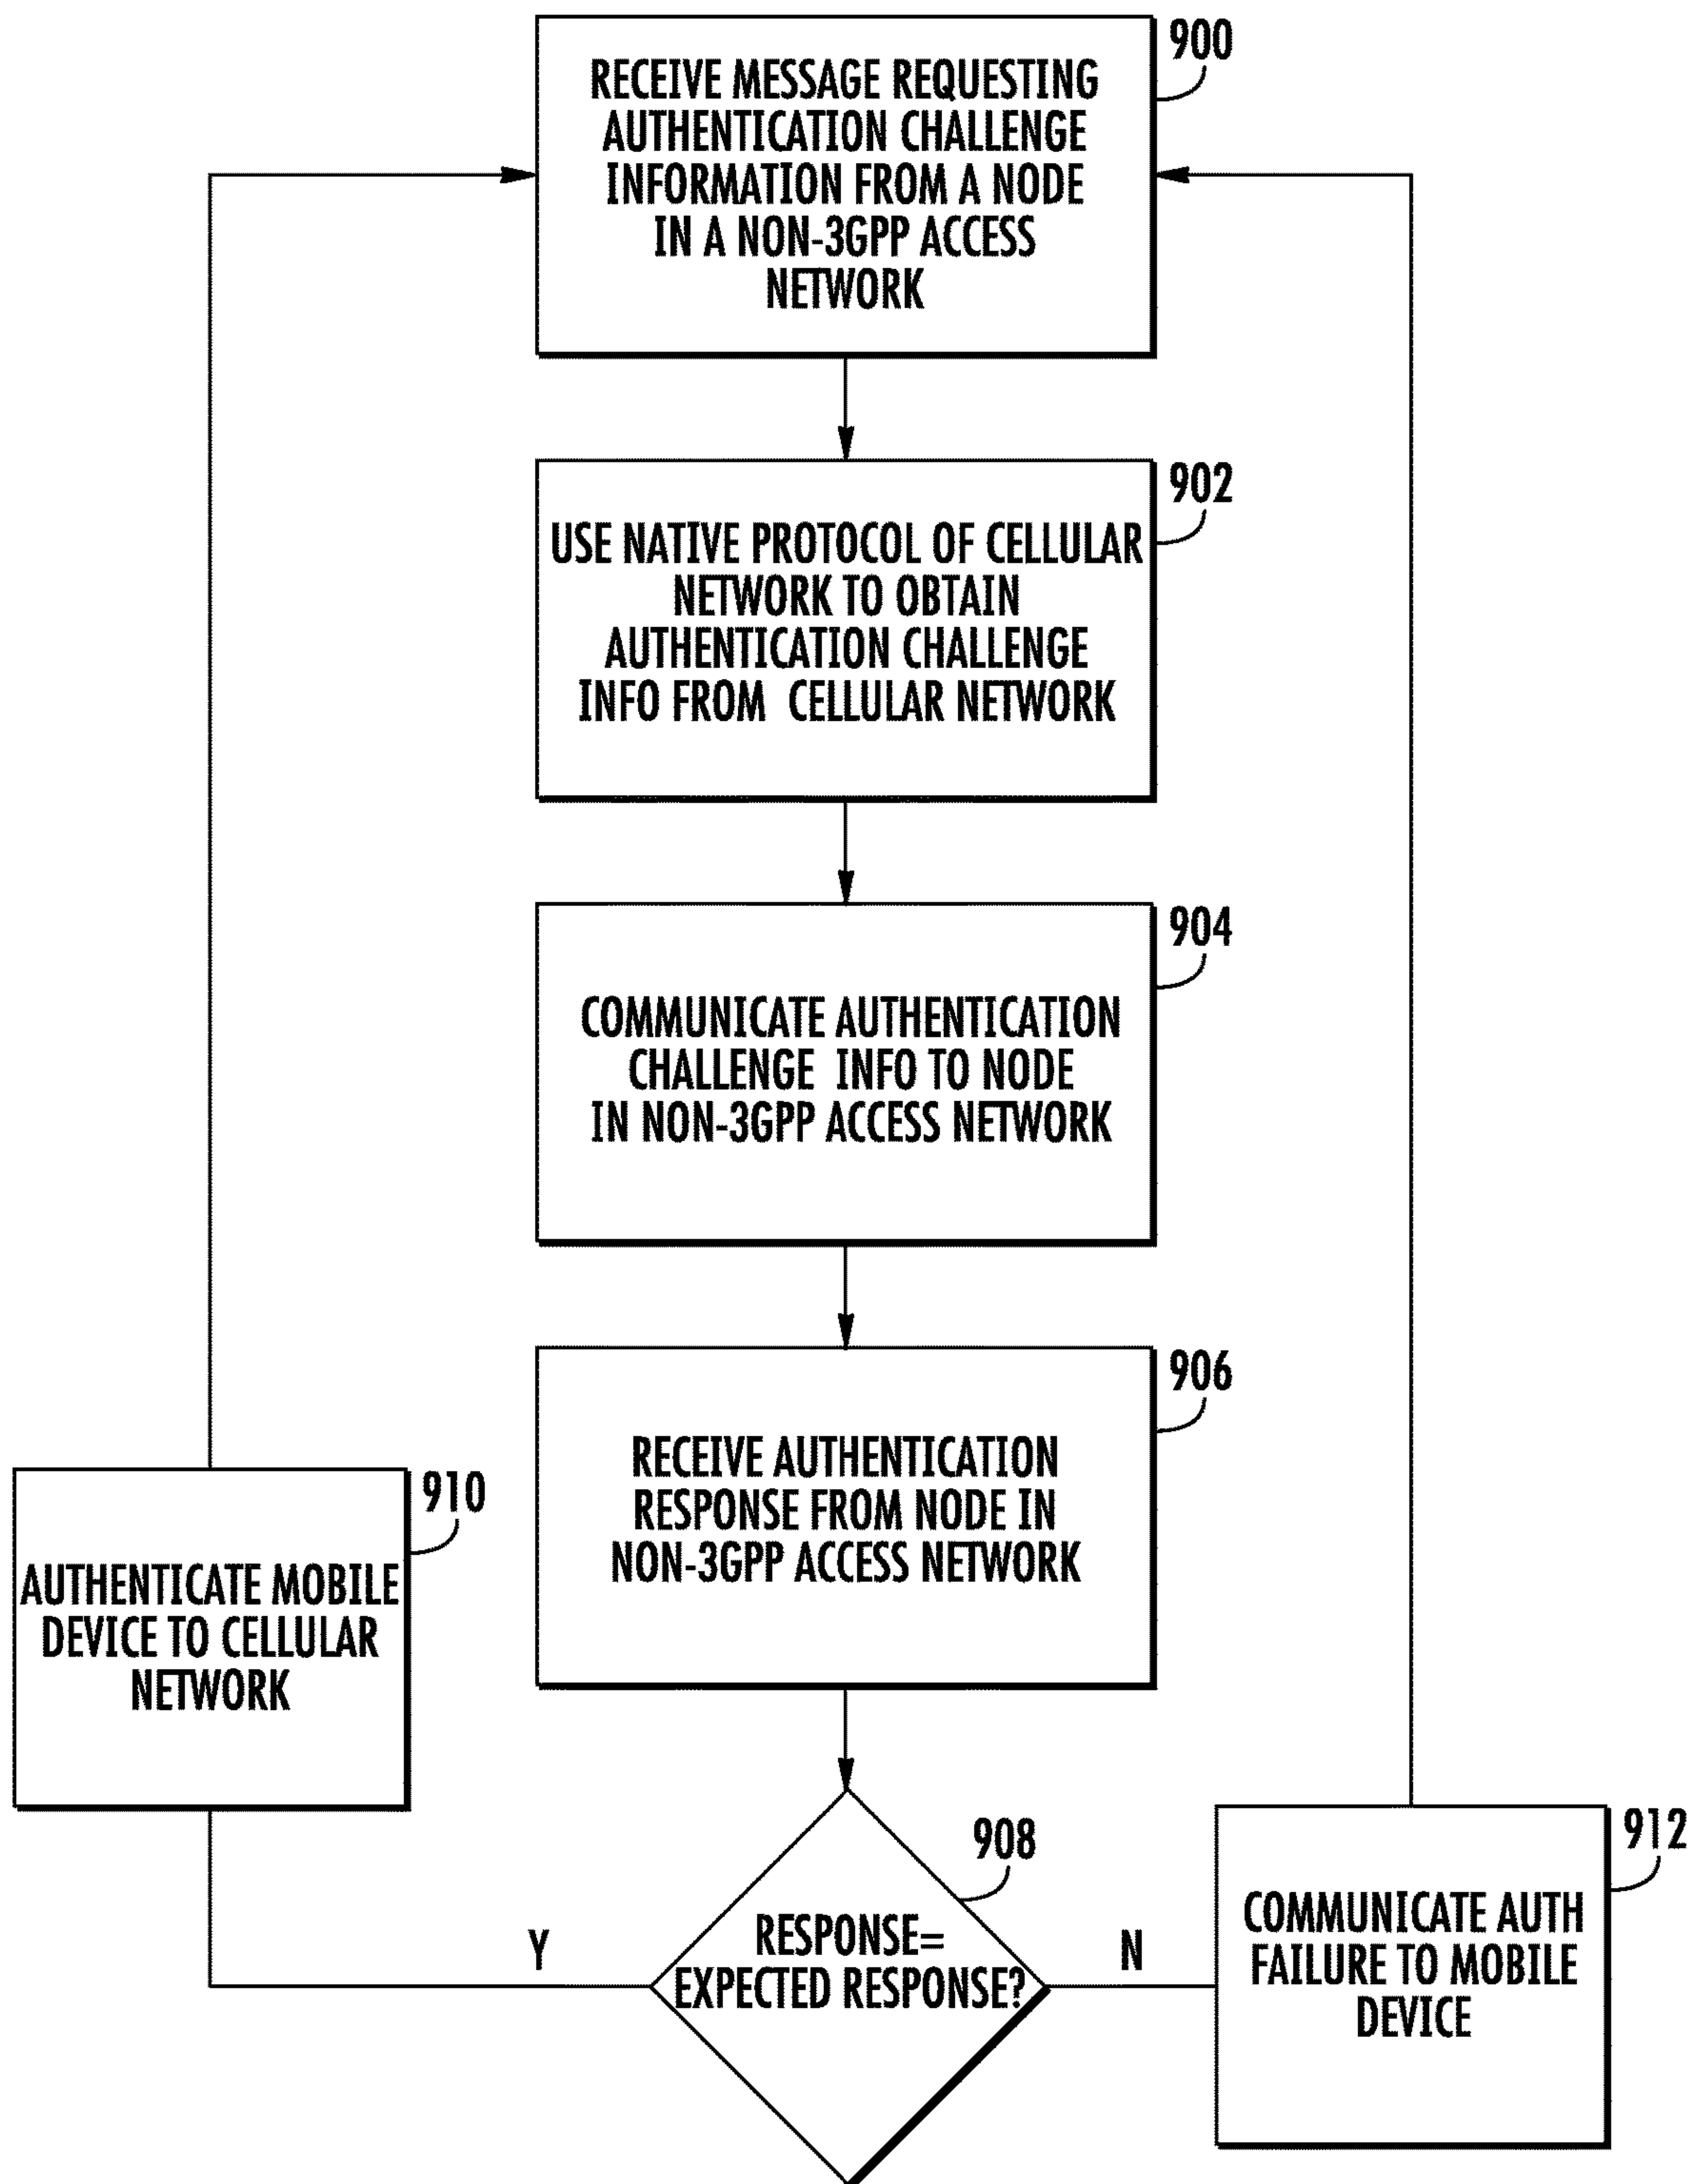 900
RECEIVE MESSAGE REQUESTING
AUTHENTICATION CHALLENGE
INFORMATION FROM A NODE
IN A NON-3GPP ACCESS
NETWORK
902
USE NATIVE PROTOCOL OF CELLULAR
NETWORK TO OBTAIN
AUTHENTICATION CHALLENGE
INFO FROM CELLULAR NETWORK
904
COMMUNICATE AUTHENTICATION
CHALLENGE INFO TO NODE
IN NON-3GPP ACCESS NETWORK
906
RECEIVE AUTHENTICATION
RESPONSE FROM NODE IN
NON-3GPP ACCESS NETWORK
910
AUTHENTICATE MOBILE
DEVICE TO CELLULAR
NETWORK
908
RESPONSE=
EXPECTED RESPONSE?
Y
N
912
COMMUNICATE AUTH
FAILURE TO MOBILE
DEVICE